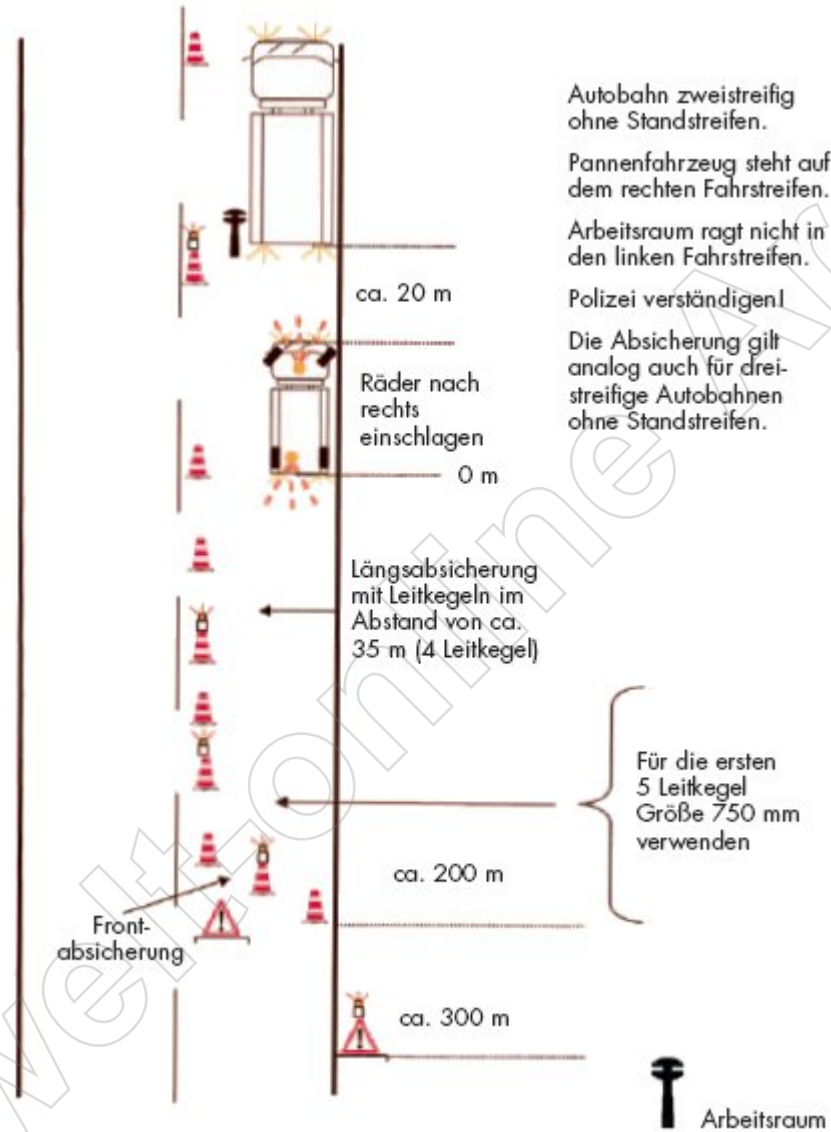 Autobahn zweistreifig
ohne Standstreifen.
Pannenfahrzeug steht auf
dem rechten Fahrstreifen.
Arbeitsraum ragt nicht in
den linken Fahrstreifen.
Polizei verständigen!
Die Absicherung gilt
analog auch für drei-
streifige Autobahnen
ohne Standstreifen.
ca. 20 m
Räder nach
rechts
einschlagen
0 m
Längsabsicherung
mit Leitkegeln im
Abstand von ca.
35 m (4 Leitkegel)
Für die ersten
5 Leitkegel
Größe 750 mm
verwenden
ca. 200 m
Front-
absicherung
ca. 300 m
Arbeitsraum
welt-online Ar